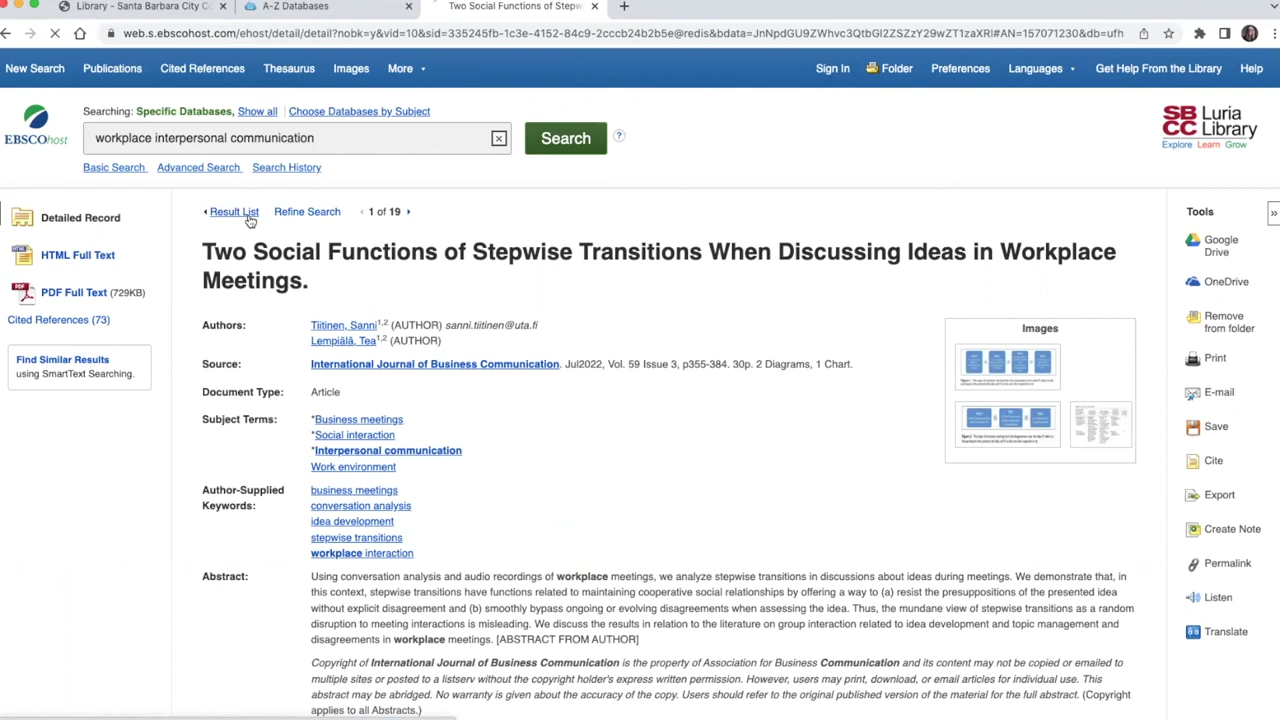 Library - Santa Barbara City C
A-Z Databases
Two Social Functions of Stepw
web.s.ebscohost.com/ehost/detail/detail?nobk=y&vid=10&sid=335245fb-1c3e-4152-84c9-2cccb24b2b5e@redis&bdata=JnNpdGU9ZWhvc3QtbGl2ZSZzY29wZT1zaXRl#AN=157071230&db=ufh
New Search Publications Cited References Thesaurus Images More Sign In Folder Preferences Languages Get Help From the Library Help
Searching: Specific Databases, Show all Choose Databases by Subject
EBSCOhost
workplace interpersonal communication
Search
Basic Search Advanced Search Search History
SB
CC
Luria
Library
Explore Learn Grow
Detailed Record
HTML Full Text
PDF Full Text (729KB)
Cited References (73)
Find Similar Results
using SmartText Searching.
Result List Refine Search 1 of 19
Two Social Functions of Stepwise Transitions When Discussing Ideas in Workplace
Meetings.
Authors: Tiitinen, Sanni1,2 (AUTHOR) sanni.tiitinen@uta.fi
Lempiälä, Tea1,2 (AUTHOR)
Source: International Journal of Business Communication. Jul2022, Vol. 59 Issue 3, p355-384. 30p. 2 Diagrams, 1 Chart.
Document Type: Article
Subject Terms: *Business meetings
*Social interaction
*Interpersonal communication
Work environment
Author-Supplied
Keywords:
business meetings
conversation analysis
idea development
stepwise transitions
workplace interaction
Abstract: Using conversation analysis and audio recordings of workplace meetings, we analyze stepwise transitions in discussions about ideas during meetings. We demonstrate that, in
this context, stepwise transitions have functions related to maintaining cooperative social relationships by offering a way to (a) resist the presuppositions of the presented idea
without explicit disagreement and (b) smoothly bypass ongoing or evolving disagreements when assessing the idea. Thus, the mundane view of stepwise transitions as a random
disruption to meeting interactions is misleading. We discuss the results in relation to the literature on group interaction related to idea development and topic management and
disagreements in workplace meetings. [ABSTRACT FROM AUTHOR]
Copyright of International Journal of Business Communication is the property of Association for Business Communication and its content may not be copied or emailed to
multiple sites or posted to a listserv without the copyright holder's express written permission. However, users may print, download, or email articles for individual use. This
abstract may be abridged. No warranty is given about the accuracy of the copy. Users should refer to the original published version of the material for the full abstract. (Copyright
applies to all Abstracts.)
Images
Tools
Google
Drive
OneDrive
Remove
from folder
Print
E-mail
Save
Cite
Export
Create Note
Permalink
Listen
Translate